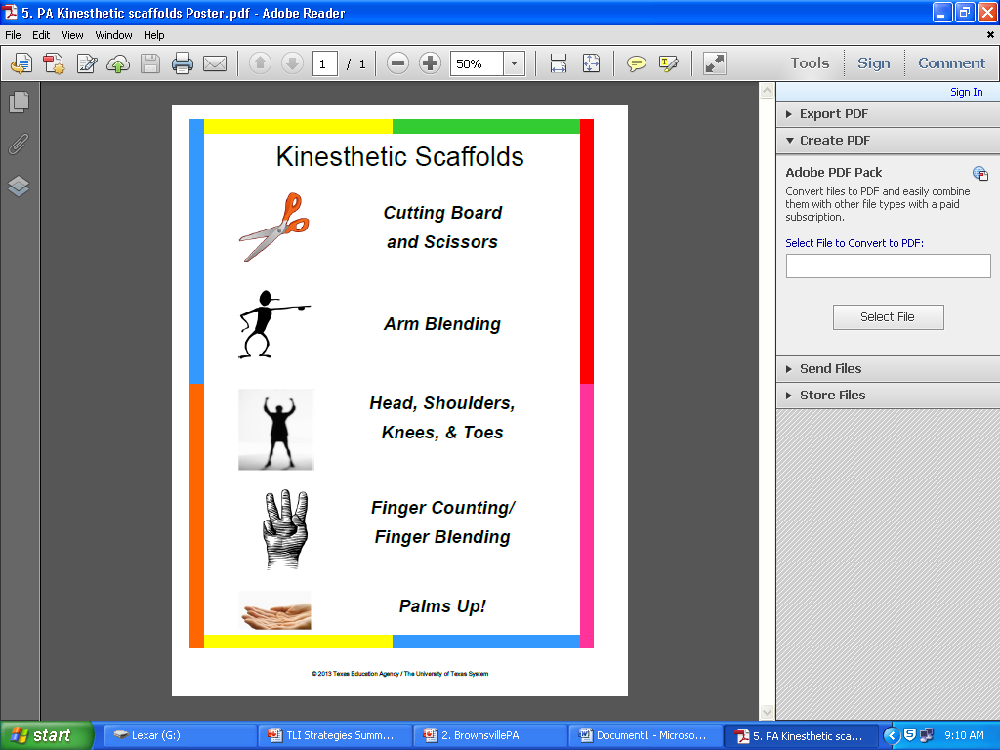 5. PA Kinesthetic scaffolds Poster.pdf - Adobe Reader
File Edit View Window Help
1 / 1 50% Tools Sign Comment
Sign In
Export PDF
Create PDF
Adobe PDF Pack
Convert files to PDF and easily combine
them with other file types with a paid
subscription.
Select File to Convert to PDF:
Select File
Send Files
Store Files
Kinesthetic Scaffolds
Cutting Board
and Scissors
Arm Blending
Head, Shoulders,
Knees, & Toes
Finger Counting/
Finger Blending
Palms Up!
© 2013 Texas Education Agency / The University of Texas System
start Lexar (G:) TLI Strategies Summ... 2. BrownsvillePA Document1 - Microso... 5. PA Kinesthetic sca... 9:10 AM